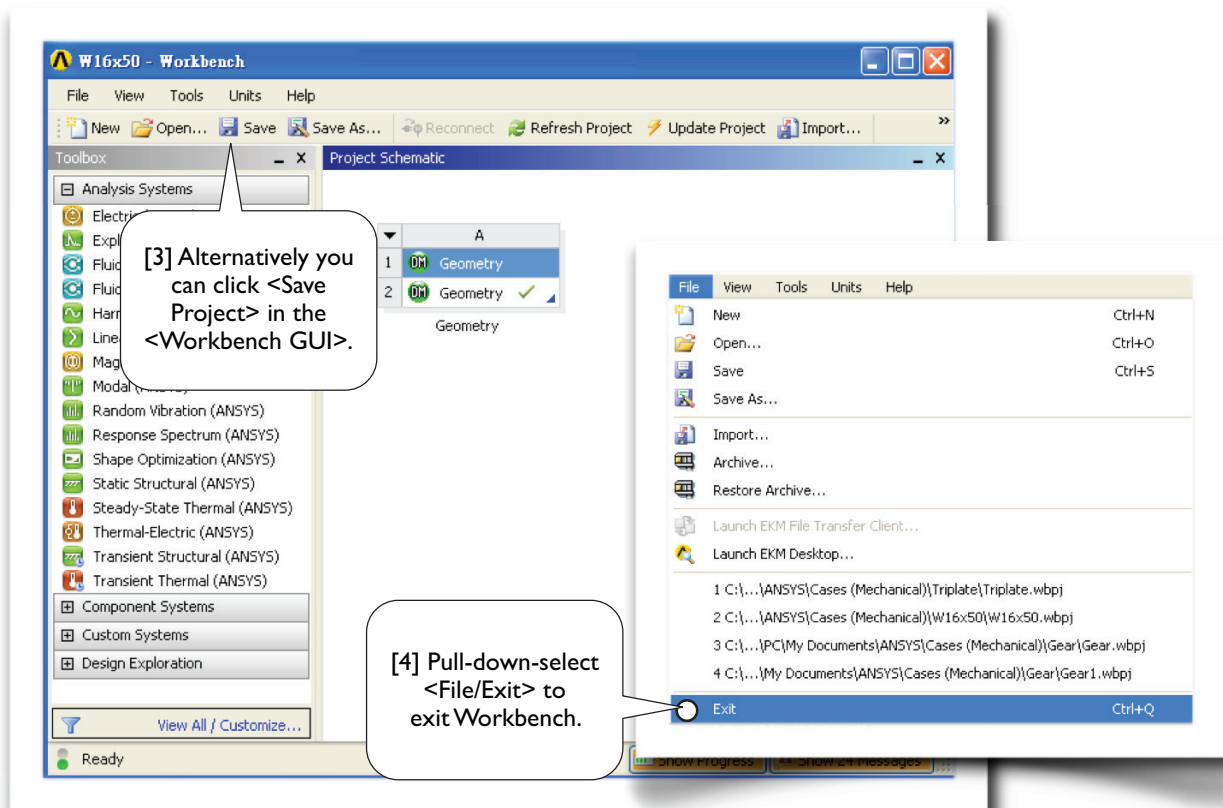 W16x50 - Workbench
File View Tools Units Help
New Open... Save Save As... Reconnect Refresh Project Update Project Import... »
Toolbox
Project Schematic
Analysis Systems
Random Vibration (ANSYS)
Response Spectrum (ANSYS)
Shape Optimization (ANSYS)
Static Structural (ANSYS)
Steady-State Thermal (ANSYS)
Thermal-Electric (ANSYS)
Transient Structural (ANSYS)
Transient Thermal (ANSYS)
Component Systems
Custom Systems
Design Exploration
View All / Customize...
Ready
[3] Alternatively you
can click <Save
Project> in the
<Workbench GUI>.
A
1 Geometry
2 Geometry
Geometry
File View Tools Units Help
New Ctrl+N
Open... Ctrl+O
Save Ctrl+S
Save As...
Import...
Archive...
Restore Archive...
Launch EKM File Transfer Client...
Launch EKM Desktop...
1 C:\...\ANSYS\Cases (Mechanical)\Triplate\Triplate.wbpj
2 C:\...\ANSYS\Cases (Mechanical)\W16x50\W16x50.wbpj
3 C:\...\PC\My Documents\ANSYS\Cases (Mechanical)\Gear\Gear.wbpj
4 C:\...\My Documents\ANSYS\Cases (Mechanical)\Gear\Gear1.wbpj
Exit Ctrl+Q
[4] Pull-down-select
<File/Exit> to
exit Workbench.
Show Progress Show 24 Messages